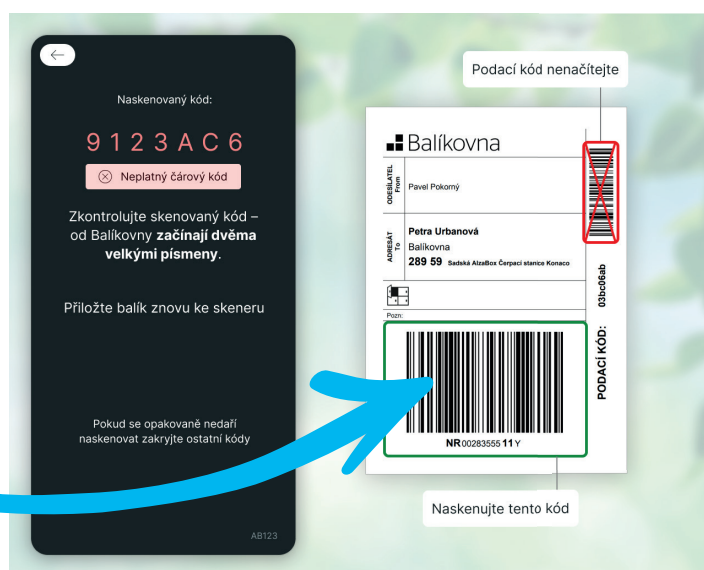 Naskenovaný kód:
9123AC6
Neplatný čárový kód
Zkontrolujte skenovaný kód –
od Balíkovny začínají dvěma
velkými písmeny.
Přiložte balík znovu ke skeneru
Pokud se opakovaně nedaří
naskenovat zakryjte ostatní kódy
AB123
Podací kód nenačítejte
Balíkovna
ODESÍLATEL
From
Pavel Pokorný
ADRESÁT
To
Petra Urbanová
Balíkovna
289 59 Sadská AlzaBox Čerpací stanice Konaco
Pozn:
NR00283555 11 Y
PODACÍ KÓD: 03bc06ab
Naskenujte tento kód